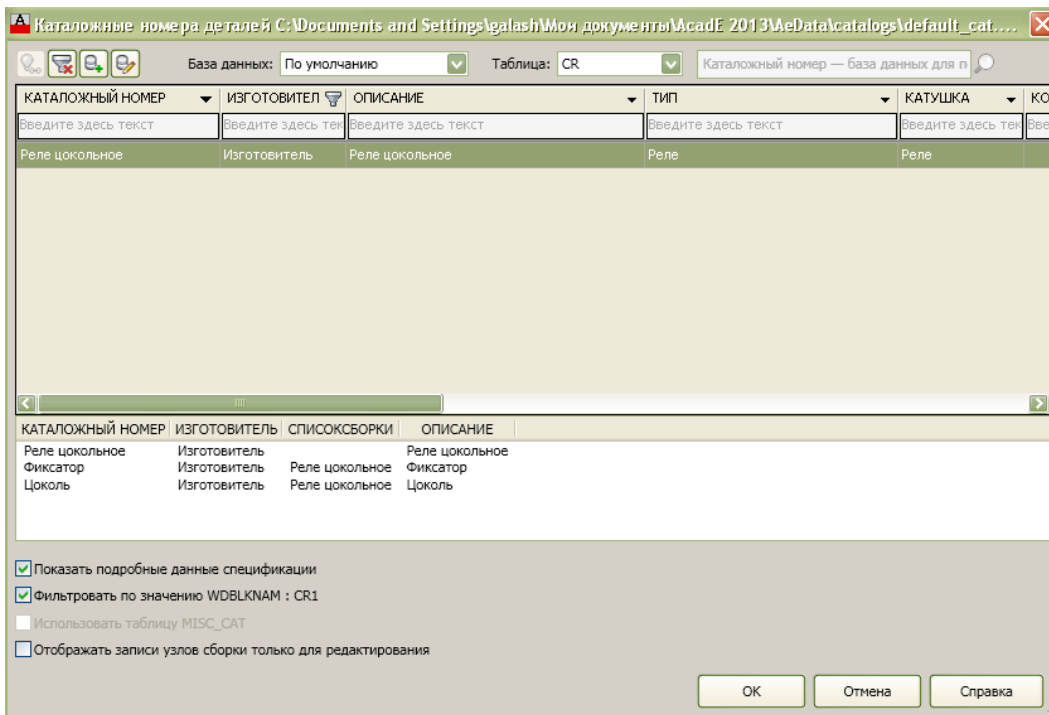 Каталожные номера деталей C:\Documents and Settings\galash\Мои документы\AcadE 2013\AeData\catalogs\default_cat....
База данных: По умолчанию Таблица: CR Каталожный номер — база данных для п
КАТАЛОЖНЫЙ НОМЕР ИЗГОТОВИТЕЛ ОПИСАНИЕ ТИП КАТУШКА КО
Введите здесь текст Введите здесь тек Введите здесь текст Введите здесь текст Введите здесь тек Вве
Реле цокольное Изготовитель Реле цокольное Реле Реле
КАТАЛОЖНЫЙ НОМЕР ИЗГОТОВИТЕЛЬ СПИСОКСБОРКИ ОПИСАНИЕ
Реле цокольное Изготовитель Реле цокольное
Фиксатор Изготовитель Реле цокольное Фиксатор
Цоколь Изготовитель Реле цокольное Цоколь
Показать подробные данные спецификации
Фильтровать по значению WDBLKNAM : CR1
Использовать таблицу MISC_CAT
Отображать записи узлов сборки только для редактирования
OK Отмена Справка